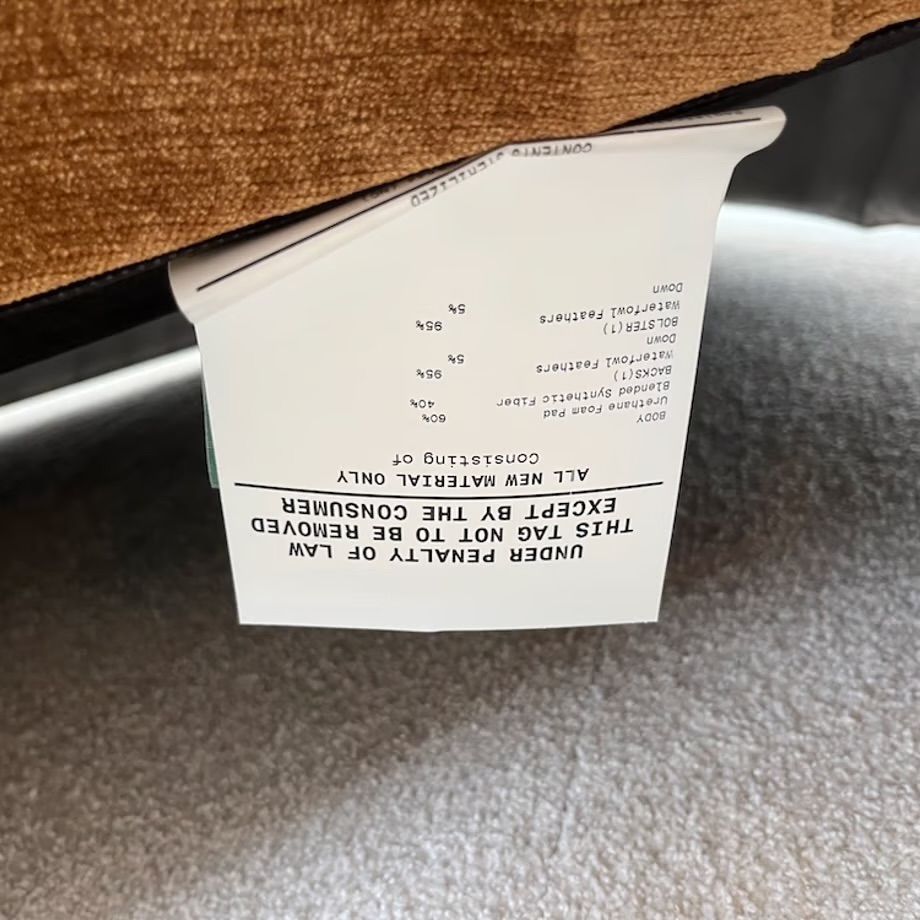 UNDER PENALTY OF LAW
THIS TAG NOT TO BE REMOVED
EXCEPT BY THE CONSUMER
ALL NEW MATERIAL ONLY
Consisting of
BODY
Urethane Foam Pad 60%
Blended Synthetic Fiber 40%
BACKS(1)
Waterfowl Feathers 95%
Down 5%
BOLSTER(1)
Waterfowl Feathers 95%
Down 5%
CONTENTS STERILIZED